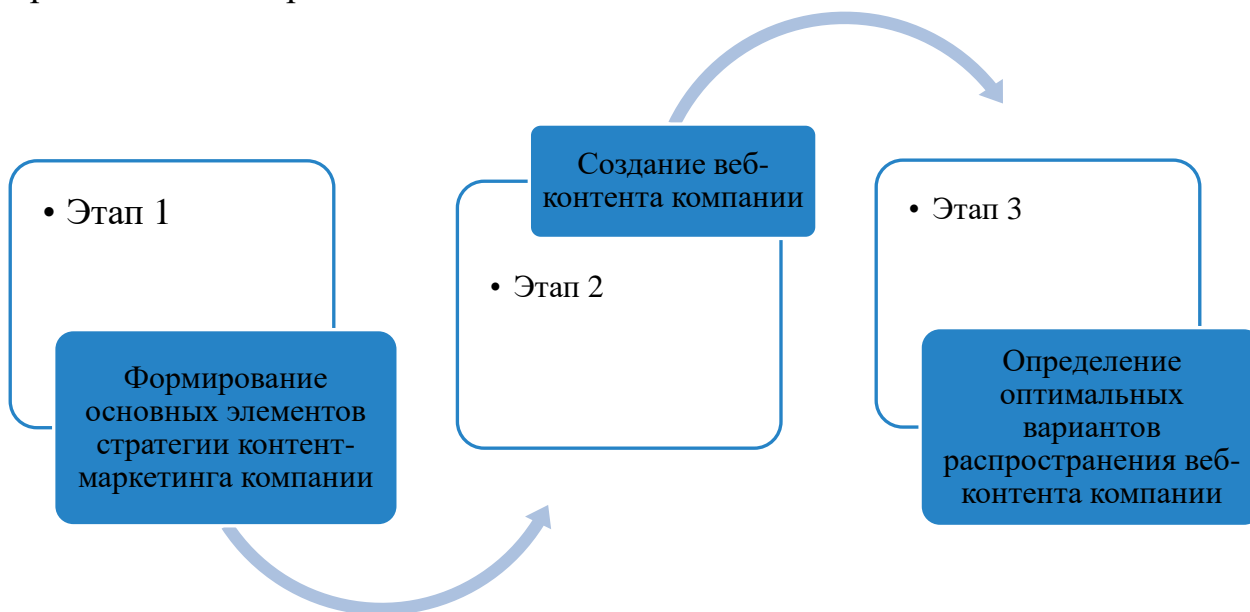 • Этап 1
Формирование
основных элементов
стратегии контент-
маркетинга компании
Создание веб-
контента компании
• Этап 2
• Этап 3
Определение
оптимальных
вариантов
распространения веб-
контента компании